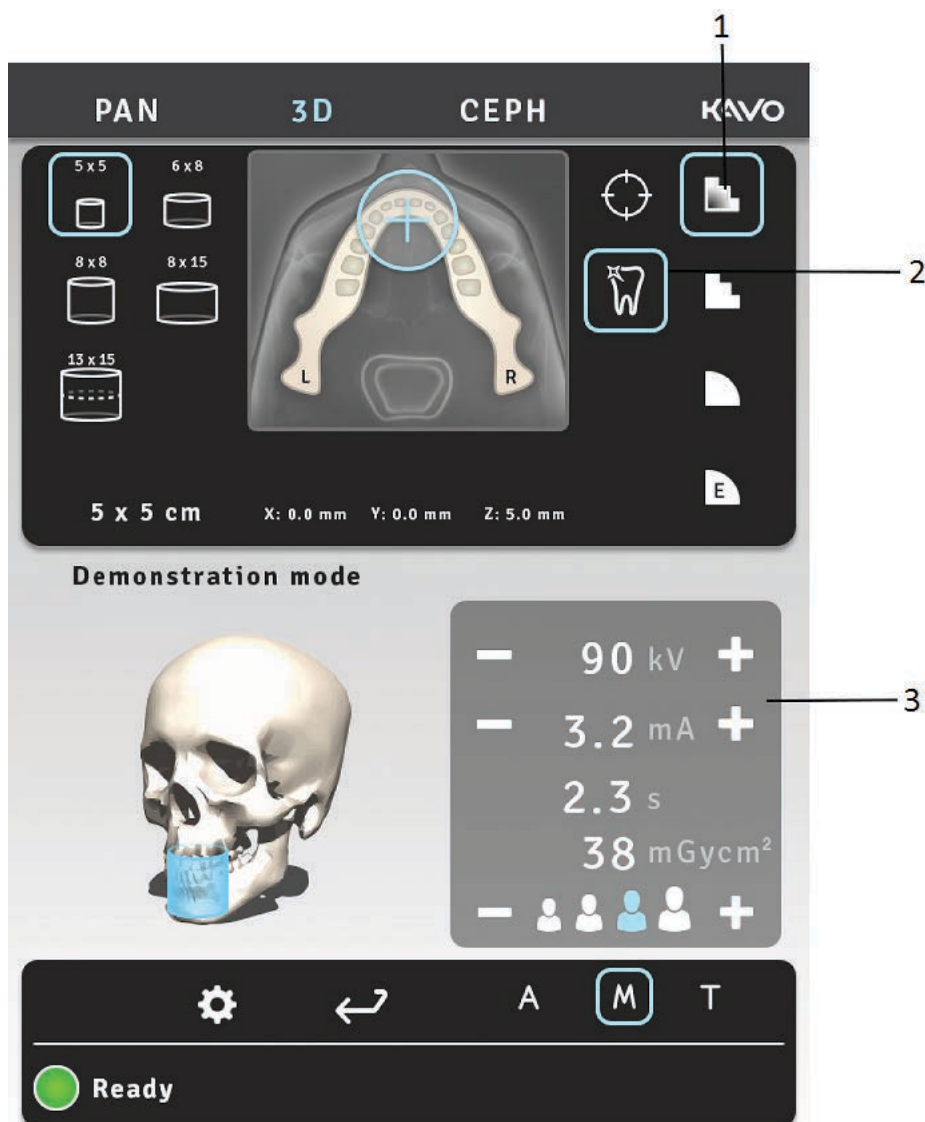 1
PAN 3D CEPH KAVO
5 x 5 6 x 8
8 x 8 8 x 15
2
13 x 15
L R
E
5 x 5 cm X: 0.0 mm Y: 0.0 mm Z: 5.0 mm
Demonstration mode
− 90 kV +
3
− 3.2 mA +
2.3 s
38 mGycm²
− +
A M T
Ready